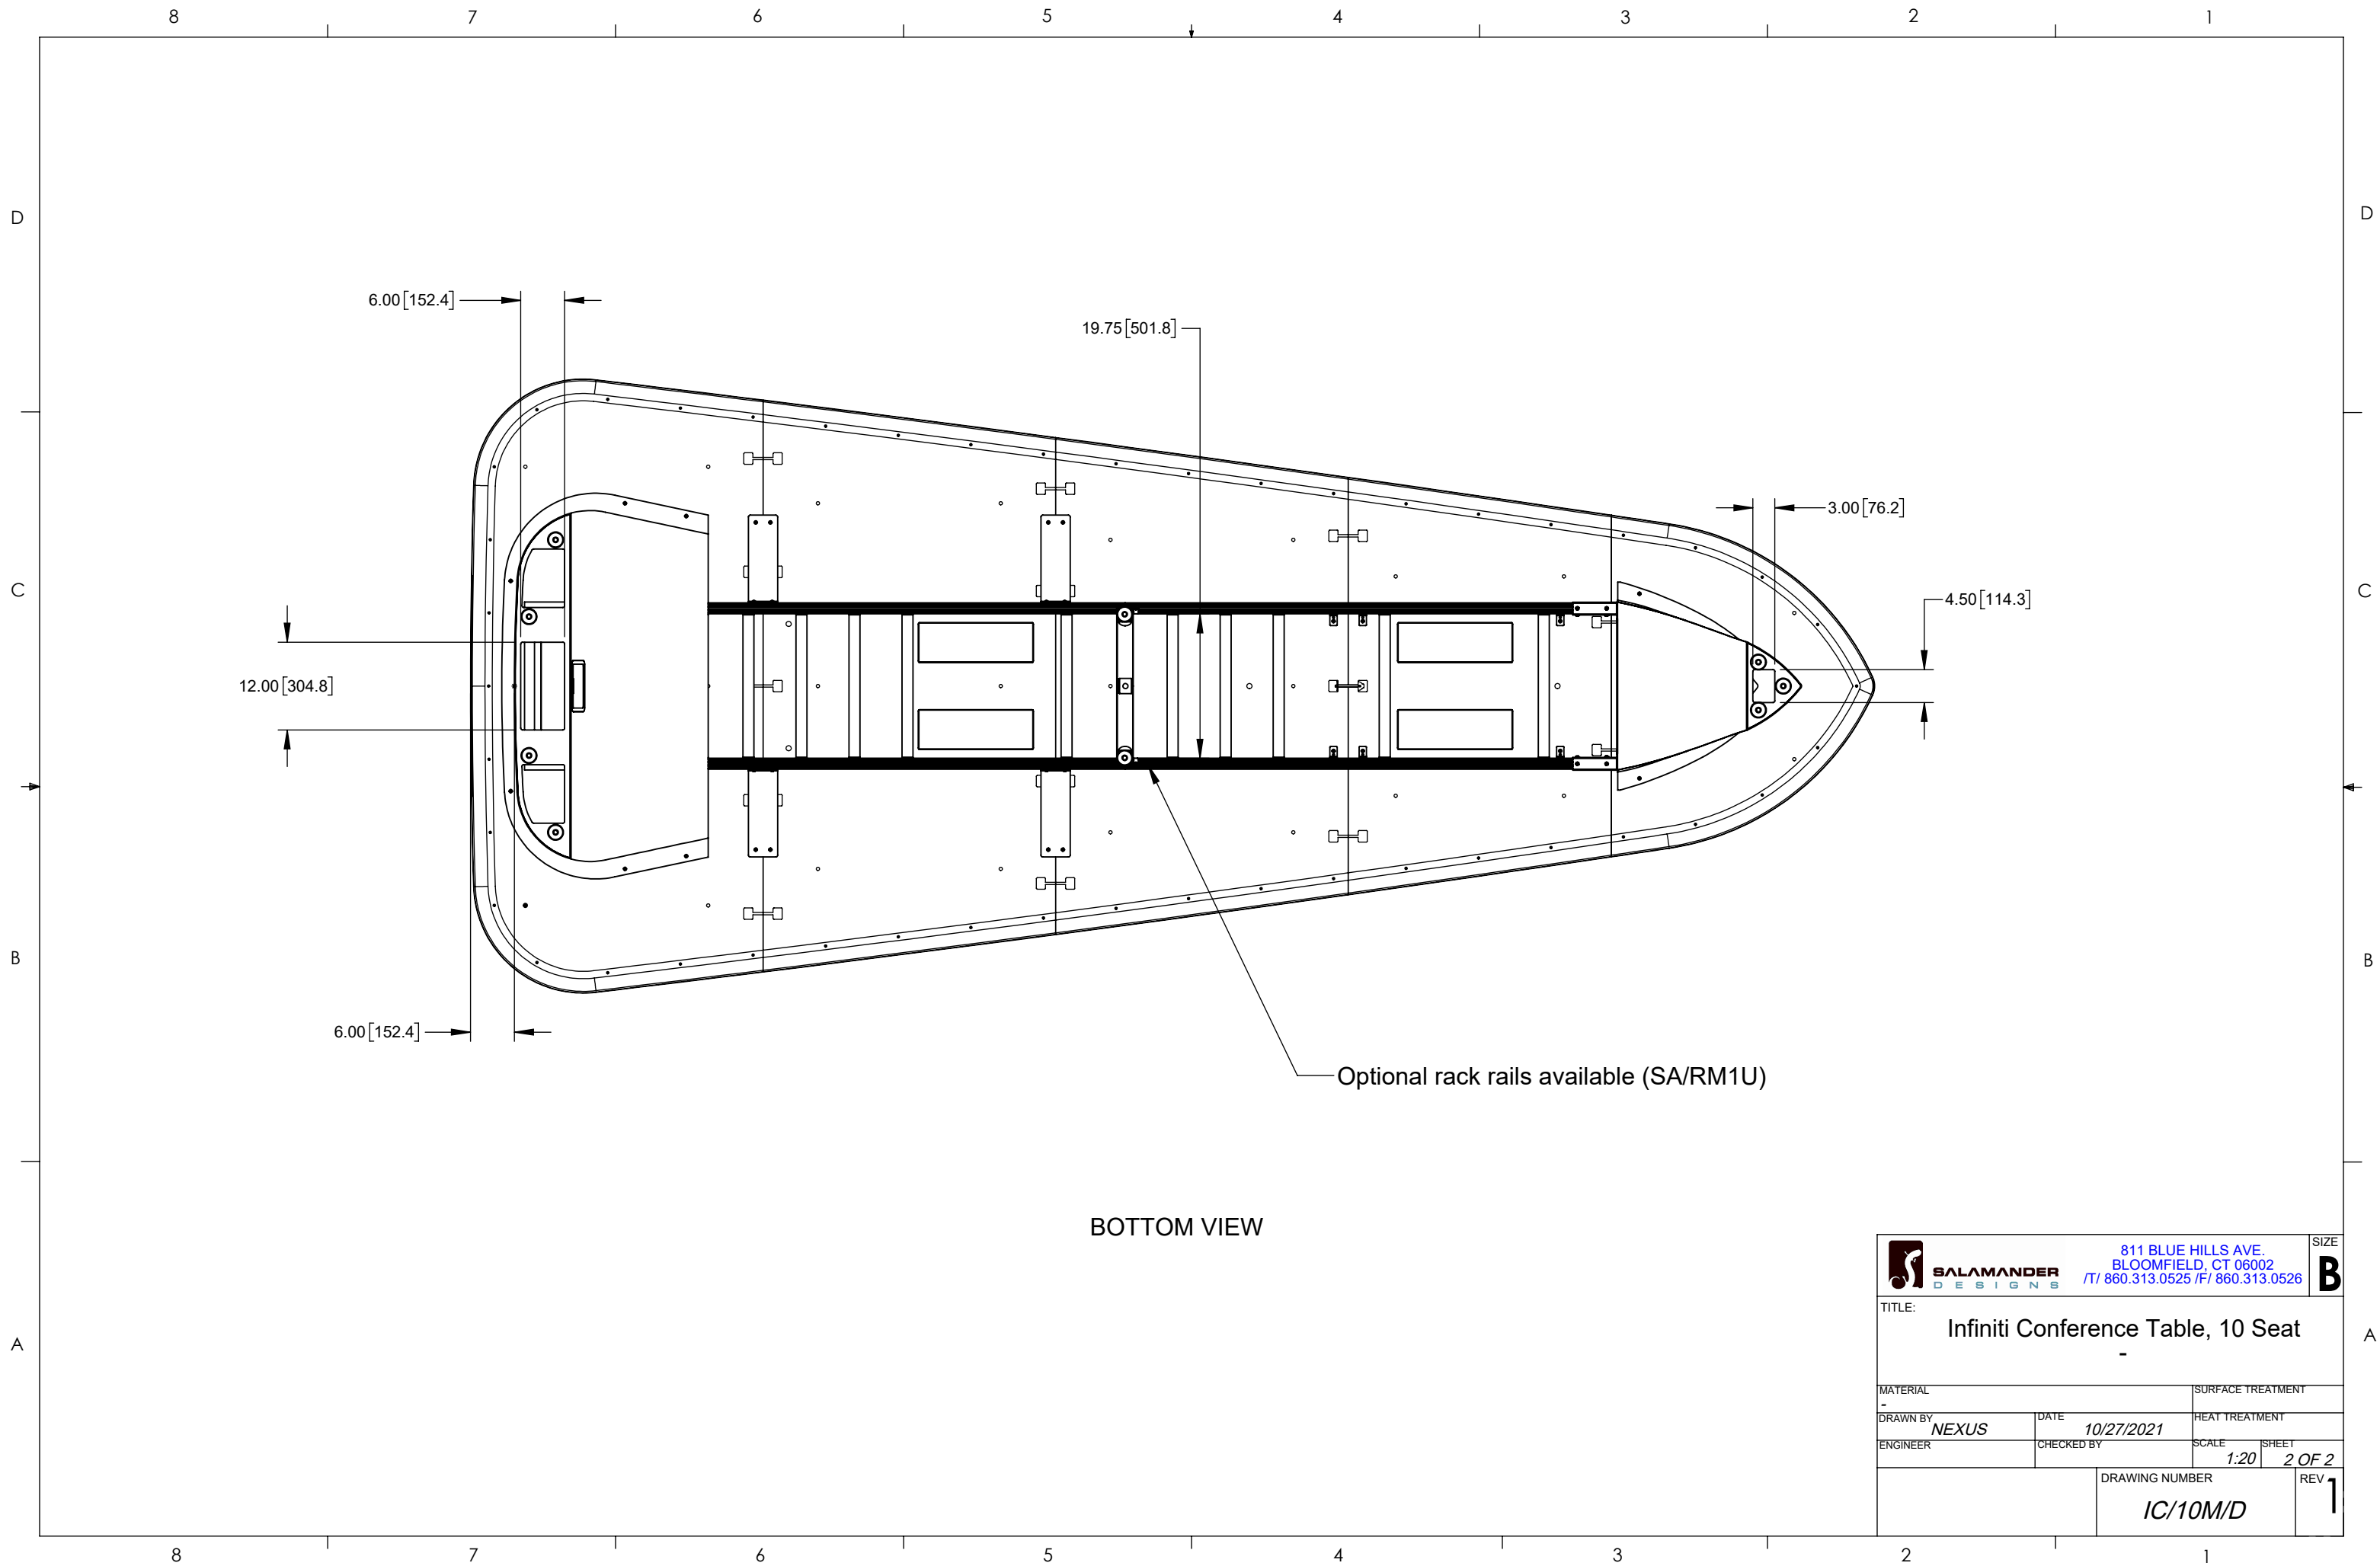 8 7 6 5 4 3 2 1
D D
6.00[152.4]
19.75[501.8]
3.00[76.2]
C C
4.50[114.3]
12.00[304.8]
B B
6.00[152.4]
Optional rack rails available (SA/RM1U)
BOTTOM VIEW
SALAMANDER
DESIGNS
811 BLUE HILLS AVE.
BLOOMFIELD, CT 06002
/T/ 860.313.0525 /F/ 860.313.0526
SIZE
B
TITLE:
Infiniti Conference Table, 10 Seat
-
A A
MATERIAL
-
SURFACE TREATMENT
DRAWN BY NEXUS
DATE 10/27/2021
HEAT TREATMENT
ENGINEER
CHECKED BY
SCALE 1:20
SHEET 2 OF 2
DRAWING NUMBER
IC/10M/D
REV 1
8 7 6 5 4 3 2 1